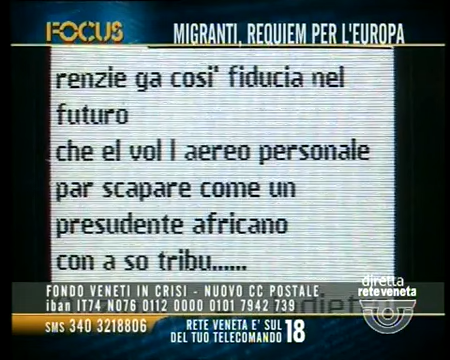 FOCUS
MIGRANTI, REQUIEM PER L'EUROPA
renzie ga cosi' fiducia nel
futuro
che el vol l aereo personale
par scapare come un
presudente africano
con a so tribu......
FONDO VENETI IN CRISI - NUOVO CC POSTALE
iban IT74 N076 0112 0000 0101 7942 739
diretta
reteveneta
SMS 340 3218806
RETE VENETA E' SUL
DEL TUO TELECOMANDO 18